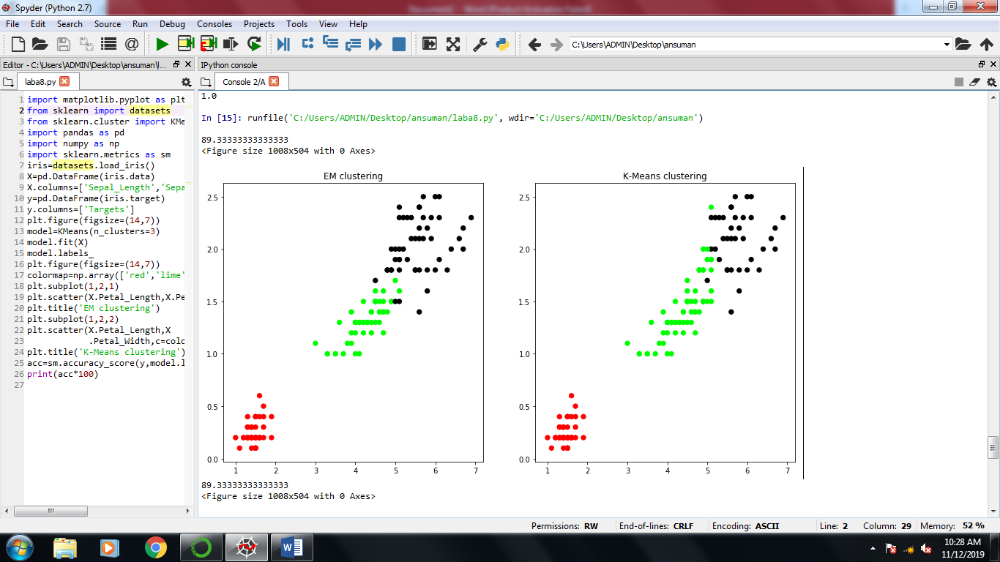 Spyder (Python 2.7)
File Edit Search Source Run Debug Consoles Projects Tools View Help
C:\Users\ADMIN\Desktop\ansuman
Editor - C:\Users\ADMIN\Desktop\ansuman\l...
IPython console
laba8.py
Console 2/A
1 import matplotlib.pyplot as plt
2 from sklearn import datasets
3 from sklearn.cluster import KMe
4 import pandas as pd
5 import numpy as np
6 import sklearn.metrics as sm
7 iris=datasets.load_iris()
8 X=pd.DataFrame(iris.data)
9 X.columns=['Sepal_Length','Sepa
10 y=pd.DataFrame(iris.target)
11 y.columns=['Targets']
12 plt.figure(figsize=(14,7))
13 model=KMeans(n_clusters=3)
14 model.fit(X)
15 model.labels_
16 plt.figure(figsize=(14,7))
17 colormap=np.array(['red','lime'
18 plt.subplot(1,2,1)
19 plt.scatter(X.Petal_Length,X.Pe
20 plt.title('EM clustering')
21 plt.subplot(1,2,2)
22 plt.scatter(X.Petal_Length,X
23 .Petal_Width,c=colo
24 plt.title('K-Means clustering')
25 acc=sm.accuracy_score(y,model.l
26 print(acc*100)
27
1.0
In [15]: runfile('C:/Users/ADMIN/Desktop/ansuman/laba8.py', wdir='C:/Users/ADMIN/Desktop/ansuman')
89.33333333333333
<Figure size 1008x504 with 0 Axes>
EM clustering
2.5
2.0
1.5
1.0
0.5
0.0
1 2 3 4 5 6 7
K-Means clustering
2.5
2.0
1.5
1.0
0.5
0.0
1 2 3 4 5 6 7
89.33333333333333
<Figure size 1008x504 with 0 Axes>
Permissions: RW End-of-lines: CRLF Encoding: ASCII Line: 2 Column: 29 Memory: 52 %
10:28 AM
11/12/2019